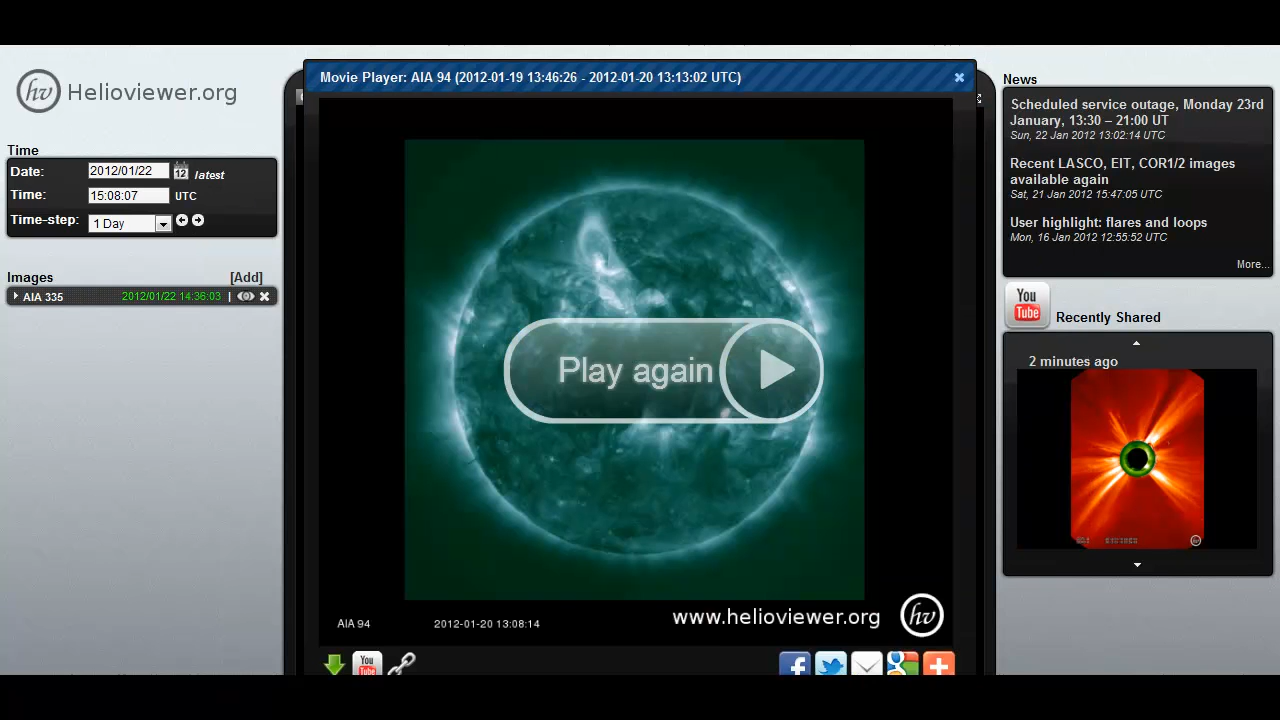 hv Helioviewer.org
Time
Date: 2012/01/22 12 latest
Time: 15:08:07 UTC
Time-step: 1 Day
Images [Add]
AIA 335 2012/01/22 14:36:03 |
Movie Player: AIA 94 (2012-01-19 13:46:26 - 2012-01-20 13:13:02 UTC)
Play again
www.helioviewer.org hv
AIA 94 2012-01-20 13:08:14
You
Tube
News
Scheduled service outage, Monday 23rd
January, 13:30 – 21:00 UT
Sun, 22 Jan 2012 13:02:14 UTC
Recent LASCO, EIT, COR1/2 images
available again
Sat, 21 Jan 2012 15:47:05 UTC
User highlight: flares and loops
Mon, 16 Jan 2012 12:55:52 UTC
More...
You
Tube
Recently Shared
2 minutes ago